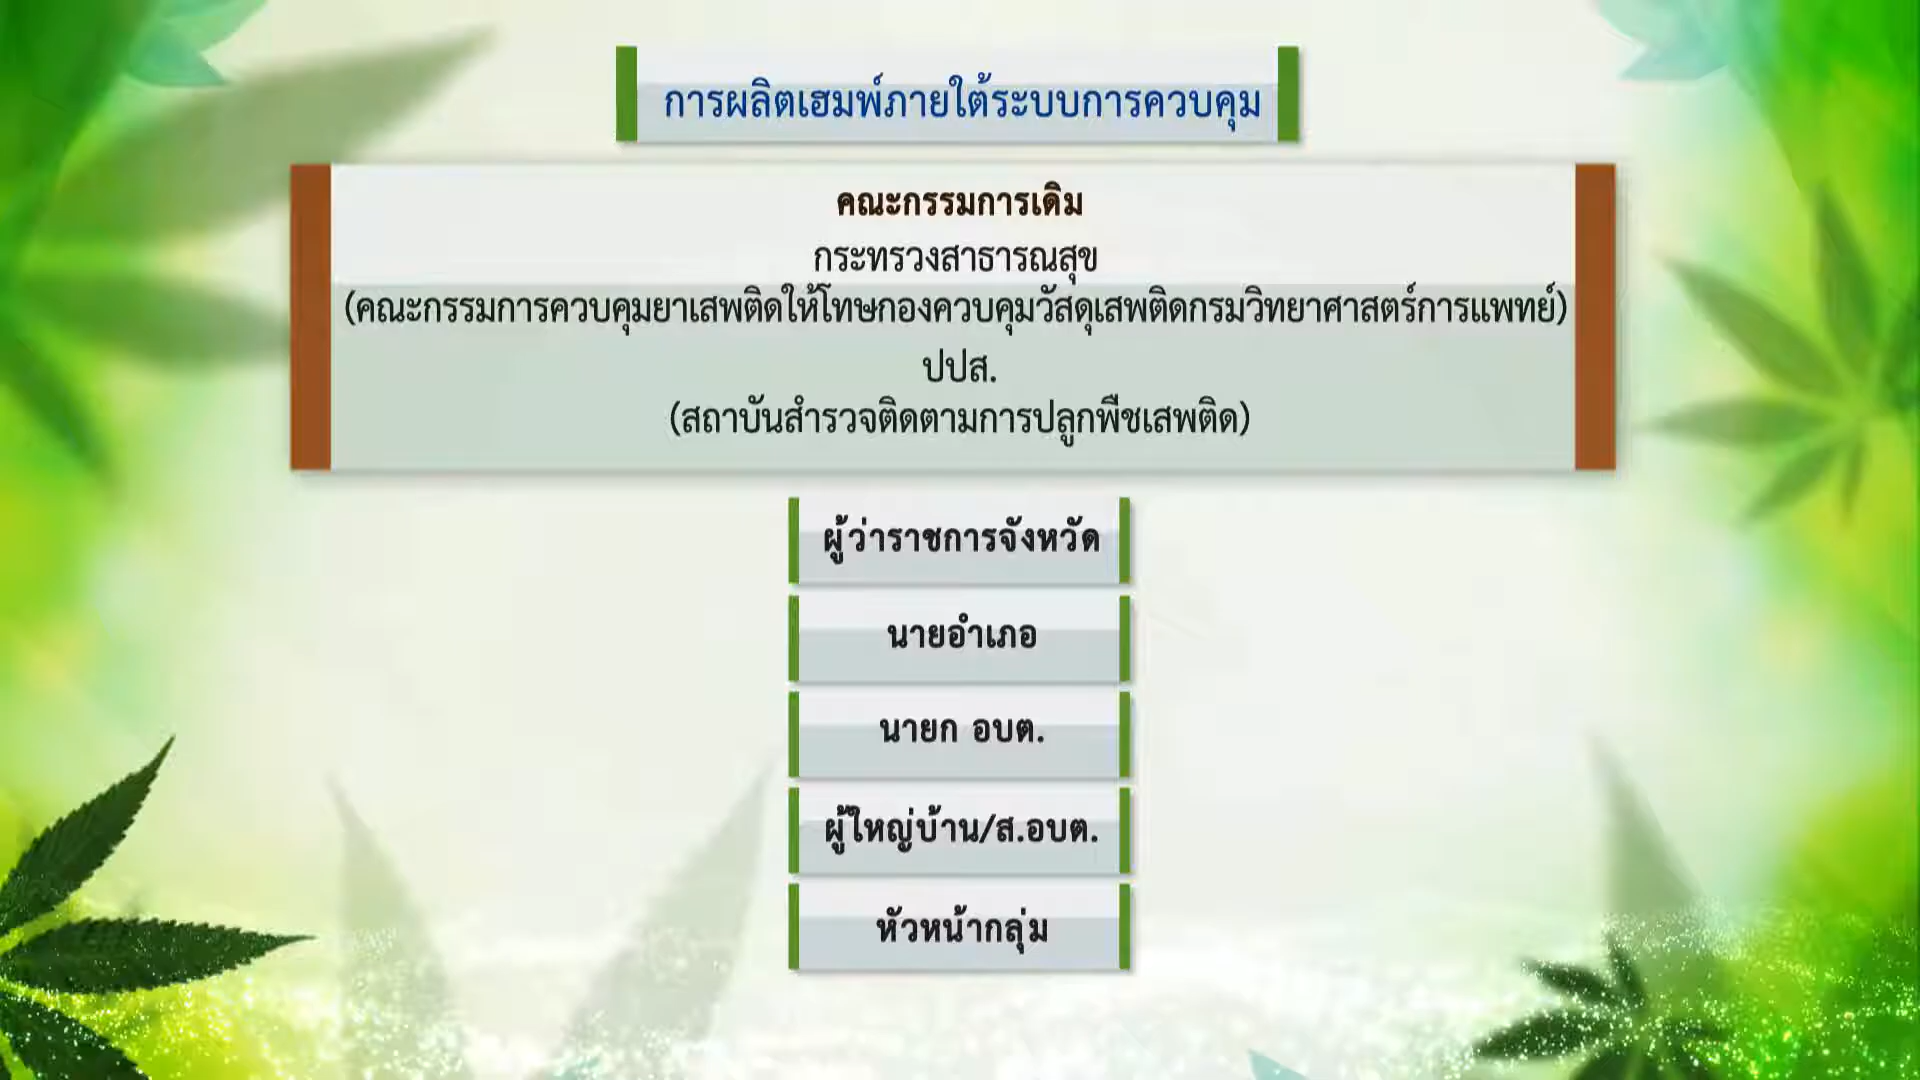 การผลิตเฮมพ์ภายใต้ระบบการควบคุม
คณะกรรมการเดิม
กระทรวงสาธารณสุข
(คณะกรรมการควบคุมยาเสพติดให้โทษกองควบคุมวัสดุเสพติดกรมวิทยาศาสตร์การแพทย์)
ปปส.
(สถาบันสำรวจติดตามการปลูกพืชเสพติด)
ผู้ว่าราชการจังหวัด
นายอำเภอ
นายก อบต.
ผู้ใหญ่บ้าน/ส.อบต.
หัวหน้ากลุ่ม